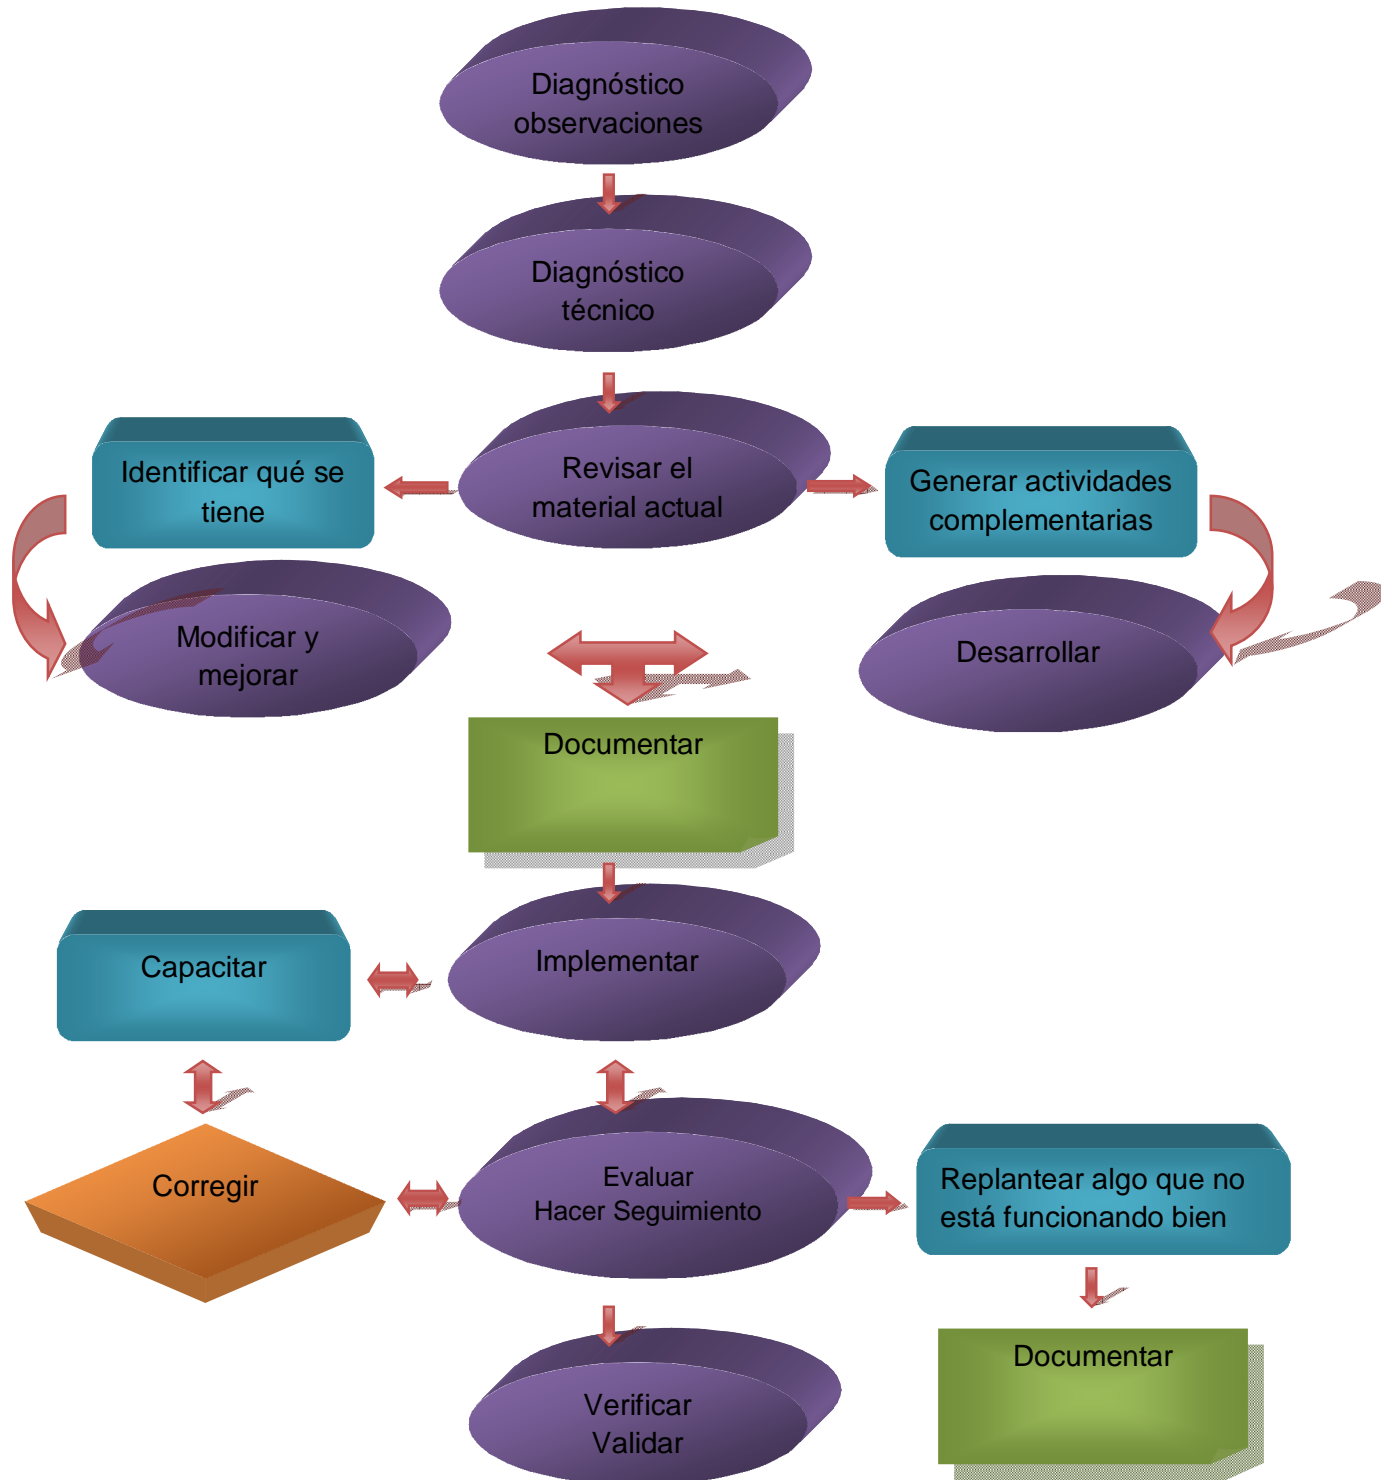 Diagnóstico
observaciones
Diagnóstico
técnico
Identificar qué se
tiene
Revisar el
material actual
Generar actividades
complementarias
Modificar y
mejorar
Desarrollar
Documentar
Capacitar
Implementar
Corregir
Evaluar
Hacer Seguimiento
Replantear algo que no
está funcionando bien
Verificar
Validar
Documentar